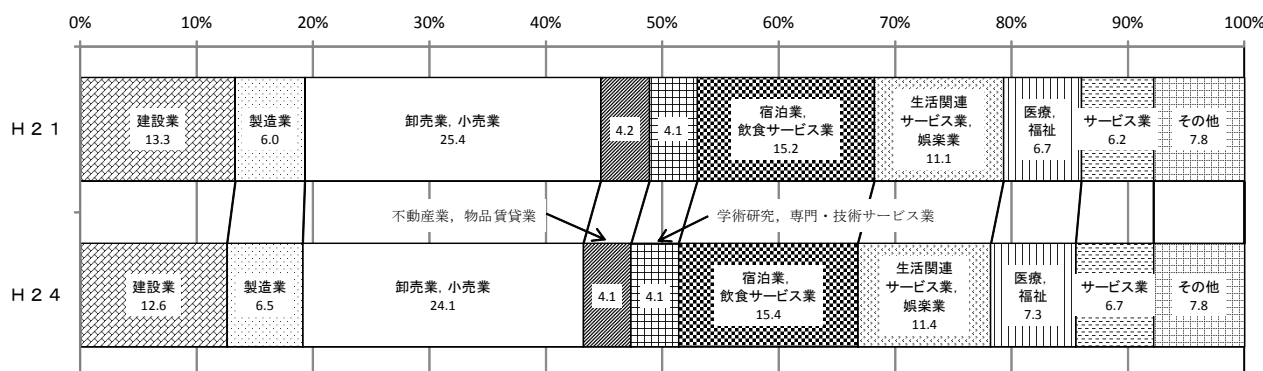 0% 10% 20% 30% 40% 50% 60% 70% 80% 90% 100%
H21
建設業
13.3
製造業
6.0
卸売業，小売業
25.4
4.2
4.1
宿泊業，
飲食サービス業
15.2
生活関連
サービス業，
娯楽業
11.1
医療，
福祉
6.7
サービス業
6.2
その他
7.8
不動産業，物品賃貸業
学術研究，専門・技術サービス業
H24
建設業
12.6
製造業
6.5
卸売業，小売業
24.1
4.1
4.1
宿泊業，
飲食サービス業
15.4
生活関連
サービス業，
娯楽業
11.4
医療，
福祉
7.3
サービス業
6.7
その他
7.8